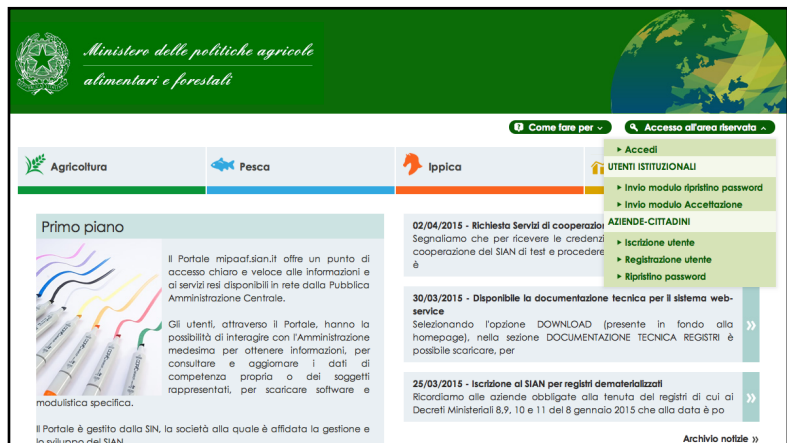 Ministero delle politiche agricole
alimentari e forestali
Come fare per
Accesso all'area riservata
Agricoltura
Pesca
Ippica
Accedi
UTENTI ISTITUZIONALI
Invio modulo ripristino password
Invio modulo Accettazione
AZIENDE-CITTADINI
Iscrizione utente
Registrazione utente
Ripristino password
Primo piano
Il Portale mipaaf.sian.it offre un punto di
accesso chiaro e veloce alle informazioni e
ai servizi resi disponibili in rete dalla Pubblica
Amministrazione Centrale.
Gli utenti, attraverso il Portale, hanno la
possibilità di interagire con l'Amministrazione
medesima per ottenere informazioni, per
consultare e aggiornare i dati di
competenza propria o dei soggetti
rappresentati, per scaricare software e
modulistica specifica.
Il Portale è gestito dalla SIN, la società alla quale è affidata la gestione e
lo sviluppo del SIAN
02/04/2015 - Richiesta Servizi di cooperazio
Segnaliamo che per ricevere le credenzi
cooperazione del SIAN di test e procedere
è
30/03/2015 - Disponibile la documentazione tecnica per il sistema web-
service
Selezionando l'opzione DOWNLOAD (presente in fondo alla
homepage), nella sezione DOCUMENTAZIONE TECNICA REGISTRI è
possibile scaricare, per
25/03/2015 - Iscrizione al SIAN per registri dematerializzati
Ricordiamo alle aziende obbligate alla tenuta del registri di cui ai
Decreti Ministeriali 8,9, 10 e 11 del 8 gennaio 2015 che alla data è po
Archivio notizie »